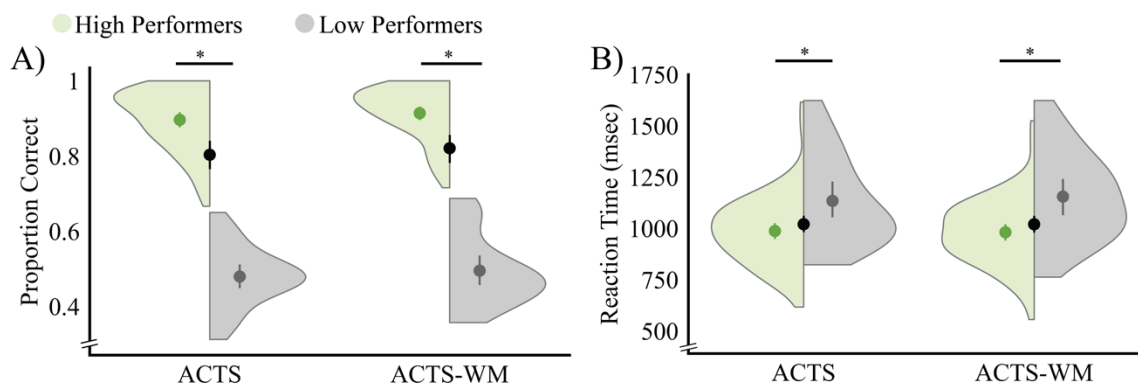 High Performers
Low Performers
A)
*
*
1
0.8
0.6
0.4
Proportion Correct
ACTS
ACTS-WM
B)
*
*
1750
1500
1250
1000
750
500
Reaction Time (msec)
ACTS
ACTS-WM